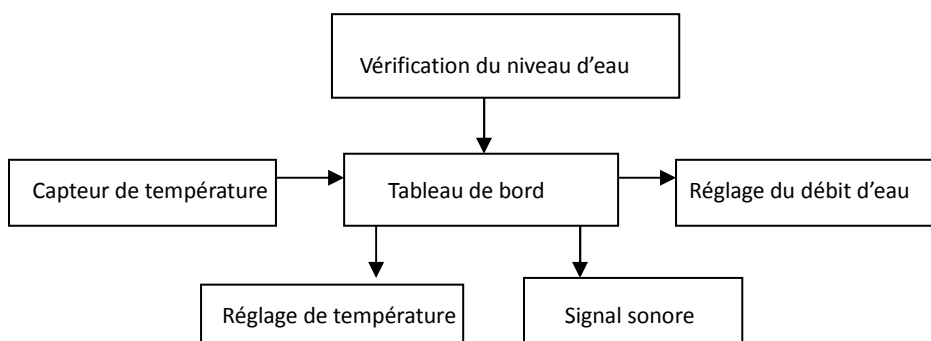 Vérification du niveau d’eau
Capteur de température
Tableau de bord
Réglage du débit d’eau
Réglage de température
Signal sonore